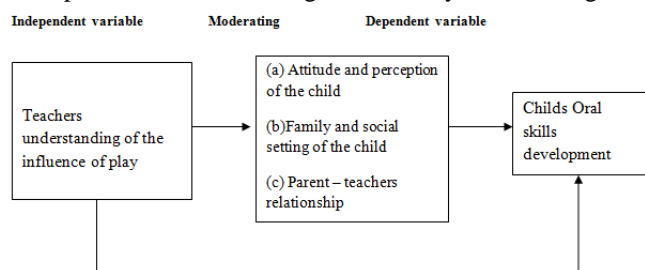 Independent variable Moderating Dependent variable
Teachers
understanding of the
influence of play
(a) Attitude and perception
of the child
(b)Family and social
setting of the child
(c) Parent – teachers
relationship
Childs Oral
skills
development